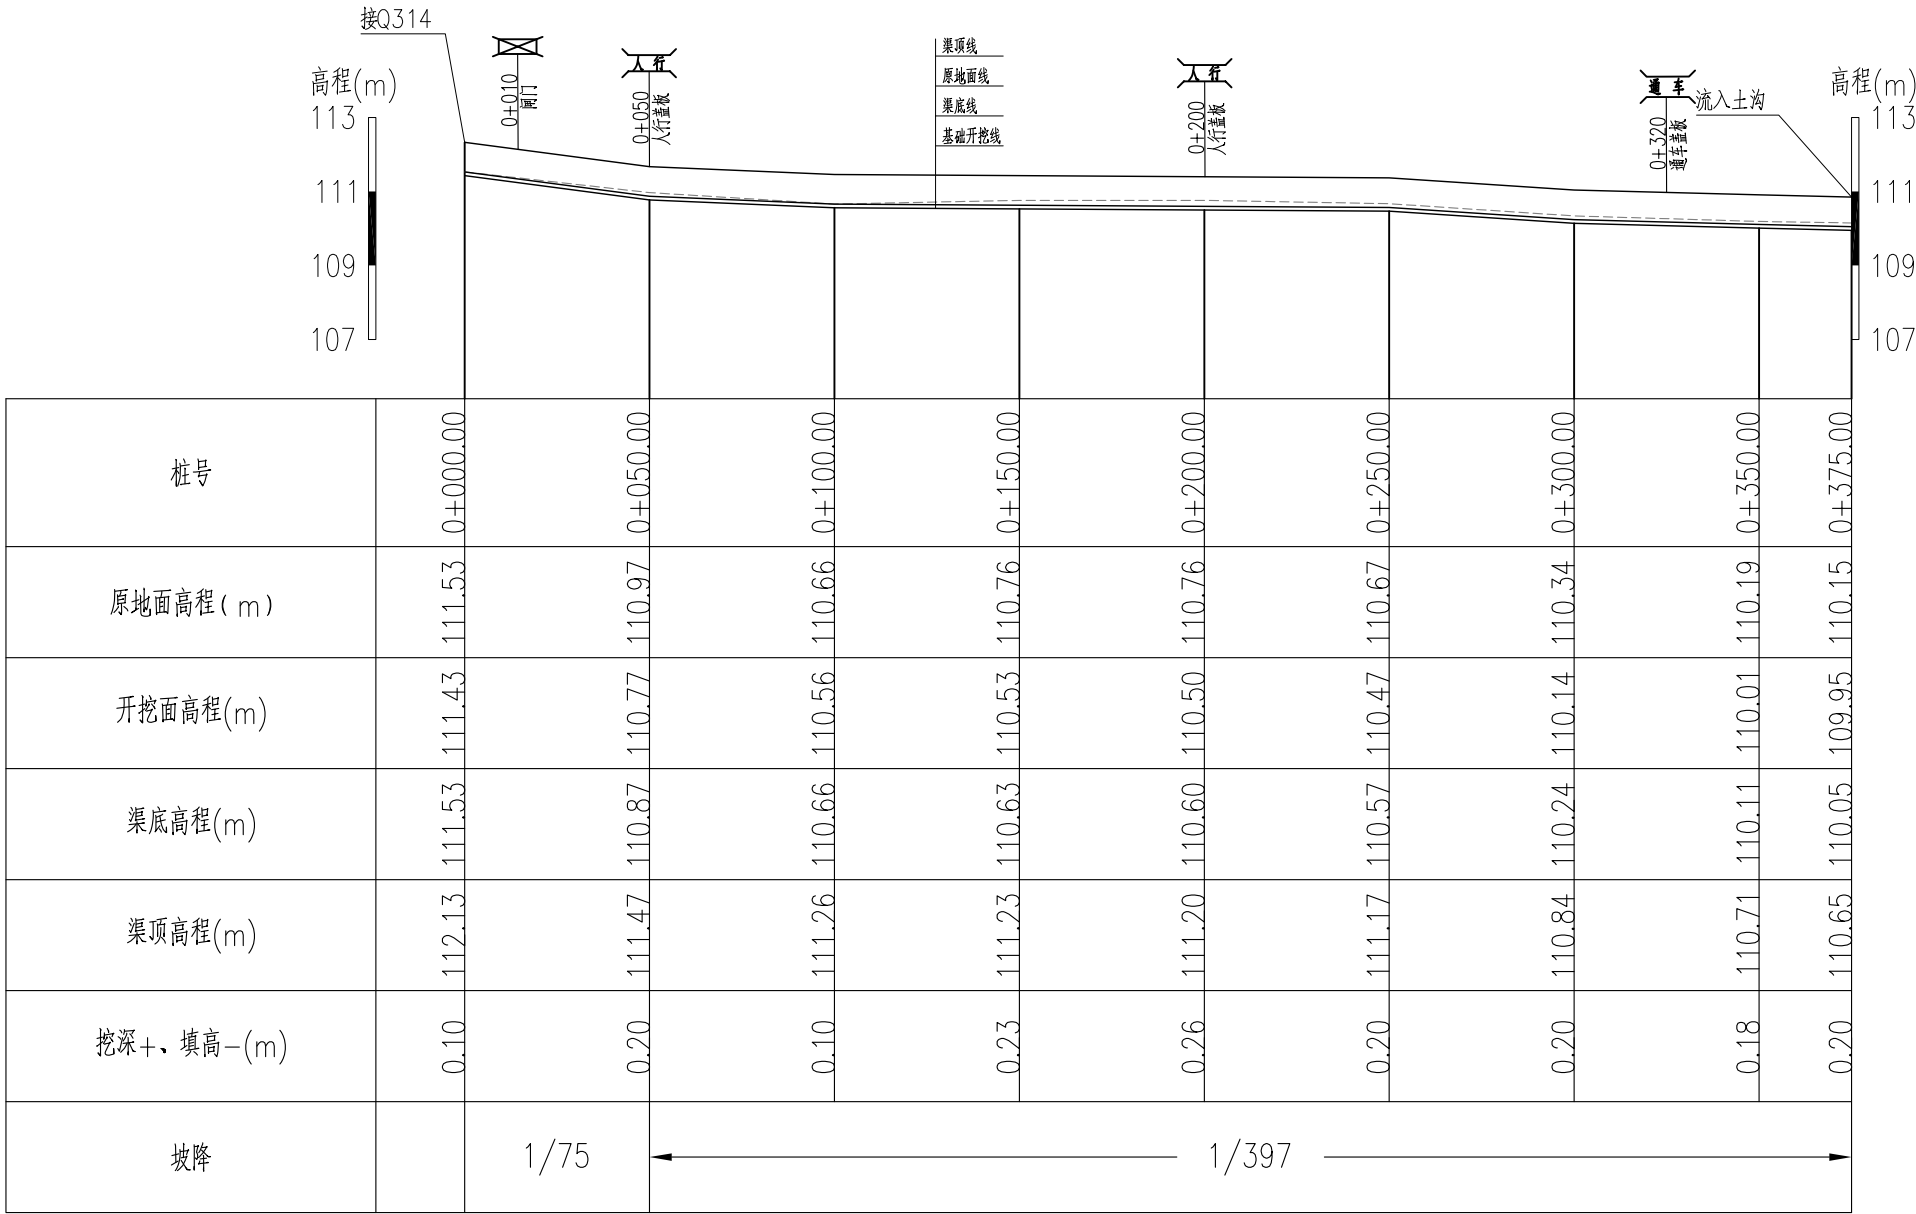 接Q314
高程(m)
113
111
109
107
0+010
闸门
人行
0+050
人行盖板
渠顶线
原地面线
渠底线
基础开挖线
人行
0+200
人行盖板
通车
0+320
通车盖板
流入土沟
高程(m)
113
111
109
107
桩号 0+000.00 0+050.00 0+100.00 0+150.00 0+200.00 0+250.00 0+300.00 0+350.00 0+375.00
原地面高程(m) 111.53 110.97 110.66 110.76 110.76 110.67 110.34 110.19 110.15
开挖面高程(m) 111.43 110.77 110.56 110.53 110.50 110.47 110.14 110.01 109.95
渠底高程(m) 111.53 110.87 110.66 110.63 110.60 110.57 110.24 110.11 110.05
渠顶高程(m) 112.13 111.47 111.26 111.23 111.20 111.17 110.84 110.71 110.65
挖深+、填高-(m) 0.10 0.20 0.10 0.23 0.26 0.20 0.20 0.18 0.20
坡降 1/75 1/397